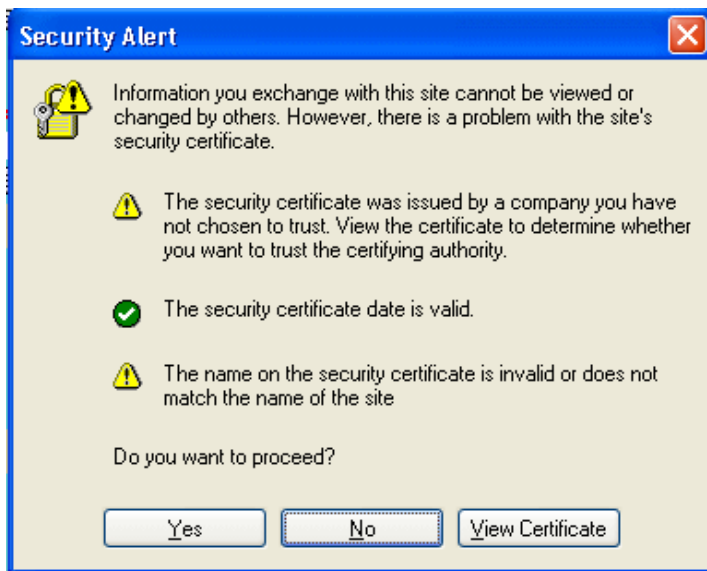 Security Alert
Information you exchange with this site cannot be viewed or
changed by others. However, there is a problem with the site's
security certificate.
The security certificate was issued by a company you have
not chosen to trust. View the certificate to determine whether
you want to trust the certifying authority.
The security certificate date is valid.
The name on the security certificate is invalid or does not
match the name of the site
Do you want to proceed?
Yes No View Certificate